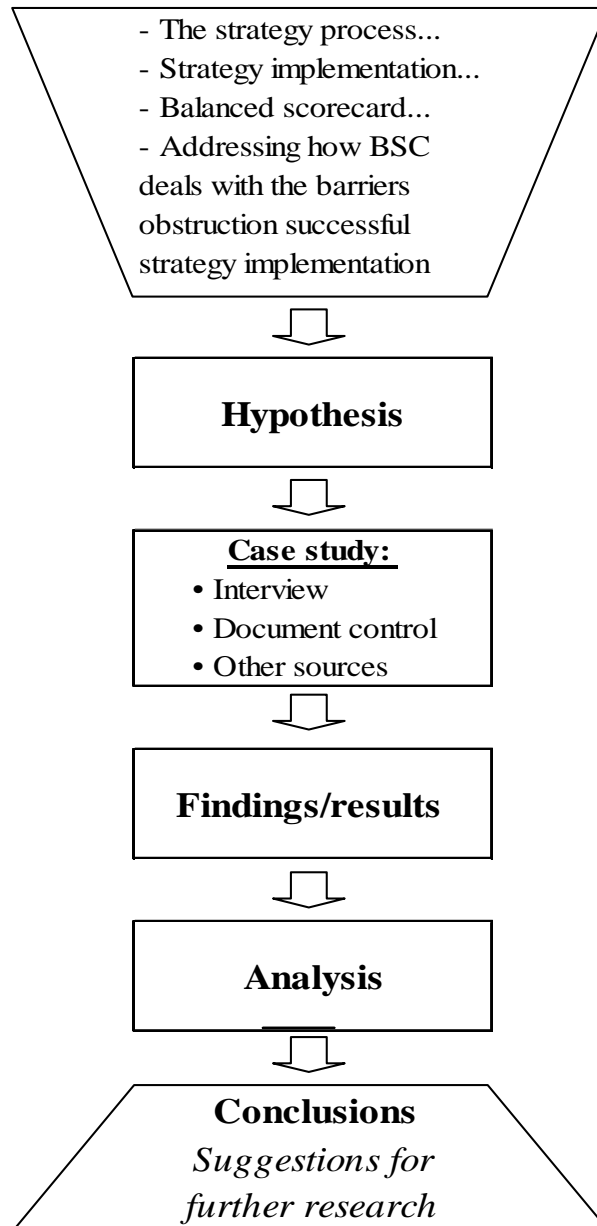 - The strategy process...
- Strategy implementation...
- Balanced scorecard...
- Addressing how BSC
deals with the barriers
obstruction successful
strategy implementation
Hypothesis
Case study:
• Interview
• Document control
• Other sources
Findings/results
Analysis
Conclusions
Suggestions for
further research